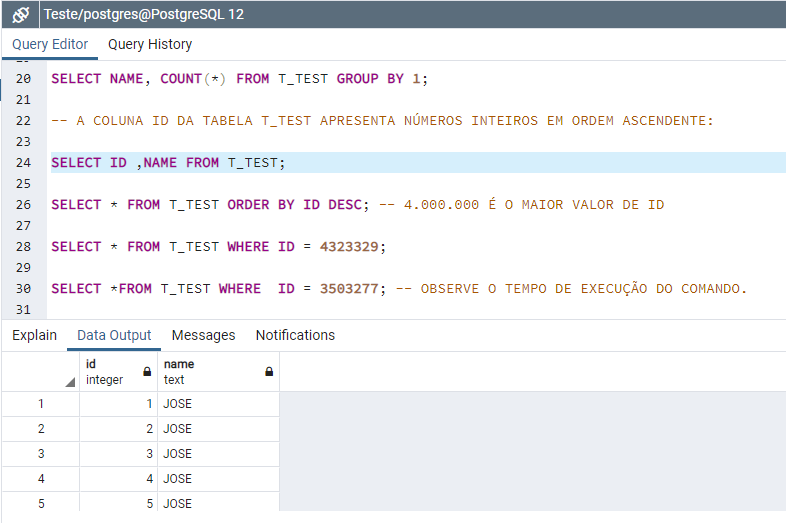 Teste/postgres@PostgreSQL 12
Query Editor Query History
20 SELECT NAME, COUNT(*) FROM T_TEST GROUP BY 1;
21
22 -- A COLUNA ID DA TABELA T_TEST APRESENTA NÚMEROS INTEIROS EM ORDEM ASCENDENTE:
23
24 SELECT ID ,NAME FROM T_TEST;
25
26 SELECT * FROM T_TEST ORDER BY ID DESC; -- 4.000.000 É O MAIOR VALOR DE ID
27
28 SELECT * FROM T_TEST WHERE ID = 4323329;
29
30 SELECT *FROM T_TEST WHERE  ID = 3503277; -- OBSERVE O TEMPO DE EXECUÇÃO DO COMANDO.
31
Explain Data Output Messages Notifications
id name
integer text
1 1 JOSE
2 2 JOSE
3 3 JOSE
4 4 JOSE
5 5 JOSE